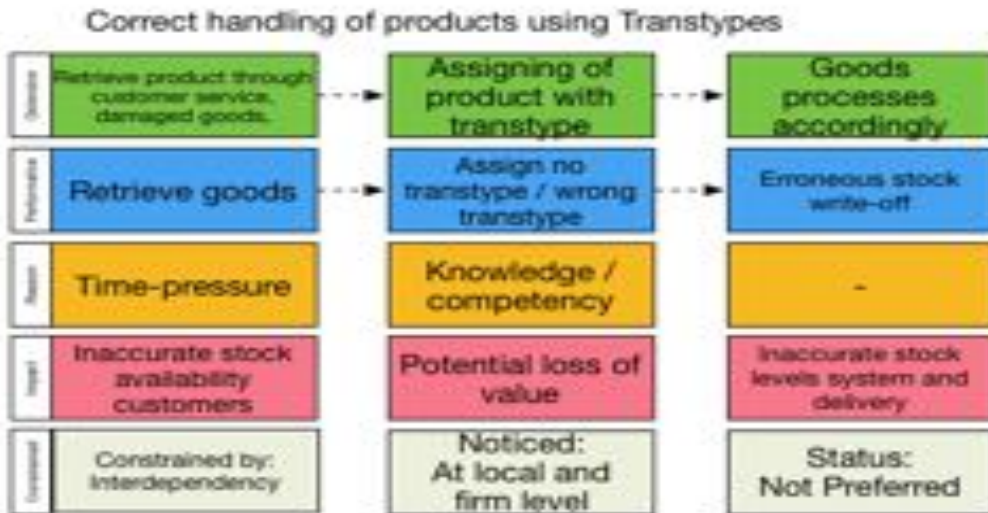 Correct handling of products using Transtypes
Retrieve product through
customer service,
damaged goods.
Assigning of
product with
transtype
Goods
processes
accordingly
Retrieve goods
Assign no
transtype / wrong
transtype
Erroneous stock
write-off
Time-pressure
Knowledge /
competency
-
Inaccurate stock
availability
customers
Potential loss of
value
Inaccurate stock
levels system and
delivery
Constrained by:
Interdependency
Noticed:
At local and
firm level
Status:
Not Preferred